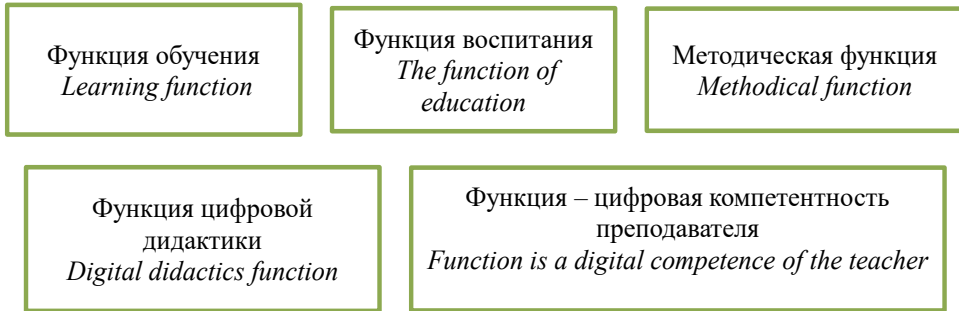 Функция обучения
Learning function
Функция воспитания
The function of
education
Методическая функция
Methodical function
Функция цифровой
дидактики
Digital didactics function
Функция – цифровая компетентность
преподавателя
Function is a digital competence of the teacher